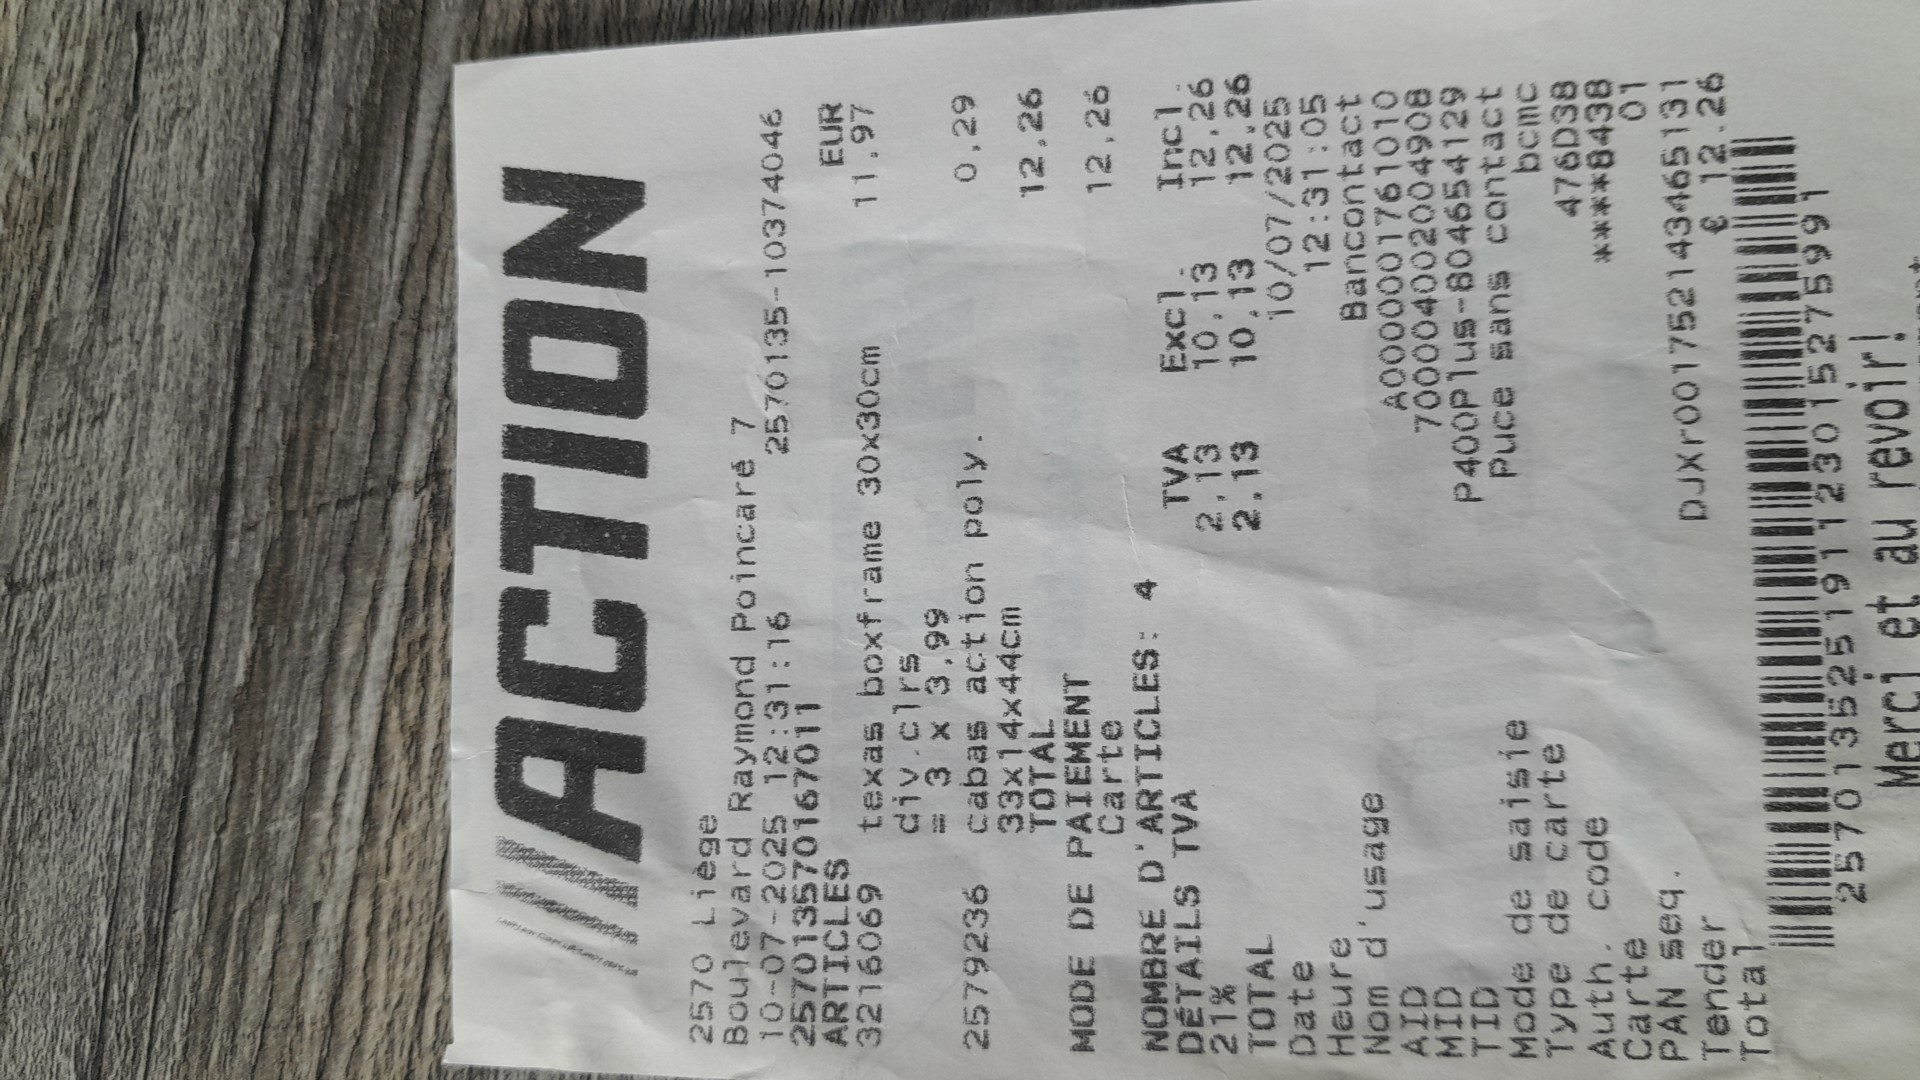 ACTION
2570 Liège
Boulevard Raymond Poincaré 7
10-07-2025 12:31:16 2570135-10374046
2570135701670​11
ARTICLES EUR
3216069 texas boxframe 30x30cm 11,97
div.clrs
= 3 x 3,99
2579236 cabas action poly. 0,29
33x14x44cm
TOTAL 12,26
MODE DE PAIEMENT
Carte 12,26
NOMBRE D'ARTICLES: 4
DÉTAILS TVA TVA Excl. Incl.
21% 2,13 10,13 12,26
TOTAL 2,13 10,13 12,26
Date 10/07/2025
Heure 12:31:05
Nom d'usage Bancontact
AID A0000001761010
MID 700004002004908
TID P400Plus-804654129
Mode de saisie Puce sans contact
Type de carte bcmc
Auth. code 476D38
Carte ****8438
PAN seq. 01
Tender DJXr001752143465131
Total € 12.26
Merci et au revoir!